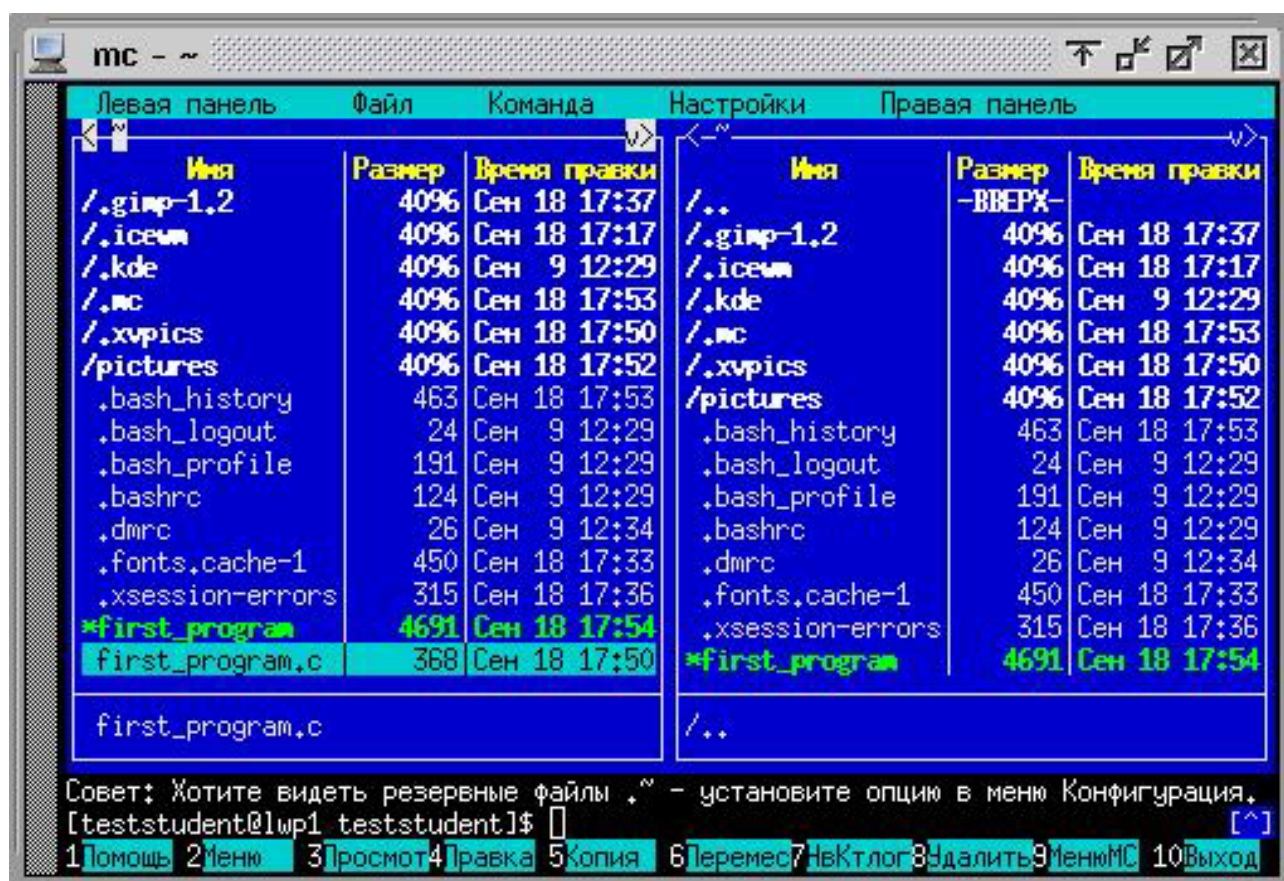 mc - ~
Левая панель Файл Команда Настройки Правая панель
<-~ v> <-~ v>
Имя Размер Время правки Имя Размер Время правки
/.gimp-1.2 4096 Сен 18 17:37 /.. -ВВЕРХ-
/.icewm 4096 Сен 18 17:17 /.gimp-1.2 4096 Сен 18 17:37
/.kde 4096 Сен 9 12:29 /.icewm 4096 Сен 18 17:17
/.mc 4096 Сен 18 17:53 /.kde 4096 Сен 9 12:29
/.xvpics 4096 Сен 18 17:50 /.mc 4096 Сен 18 17:53
/pictures 4096 Сен 18 17:52 /.xvpics 4096 Сен 18 17:50
.bash_history 463 Сен 18 17:53 /pictures 4096 Сен 18 17:52
.bash_logout 24 Сен 9 12:29 .bash_history 463 Сен 18 17:53
.bash_profile 191 Сен 9 12:29 .bash_logout 24 Сен 9 12:29
.bashrc 124 Сен 9 12:29 .bash_profile 191 Сен 9 12:29
.dmrc 26 Сен 9 12:34 .bashrc 124 Сен 9 12:29
.fonts.cache-1 450 Сен 18 17:33 .dmrc 26 Сен 9 12:34
.xsession-errors 315 Сен 18 17:36 .fonts.cache-1 450 Сен 18 17:33
*first_program 4691 Сен 18 17:54 .xsession-errors 315 Сен 18 17:36
first_program.c 368 Сен 18 17:50 *first_program 4691 Сен 18 17:54
first_program.c /..
Совет: Хотите видеть резервные файлы .~ - установите опцию в меню Конфигурация.
[teststudent@lwp1 teststudent]$ [^]
1Помощь 2Меню 3Просмот 4Правка 5Копия 6Перемес 7НвКтлог 8Удалить 9МенюMC 10Выход